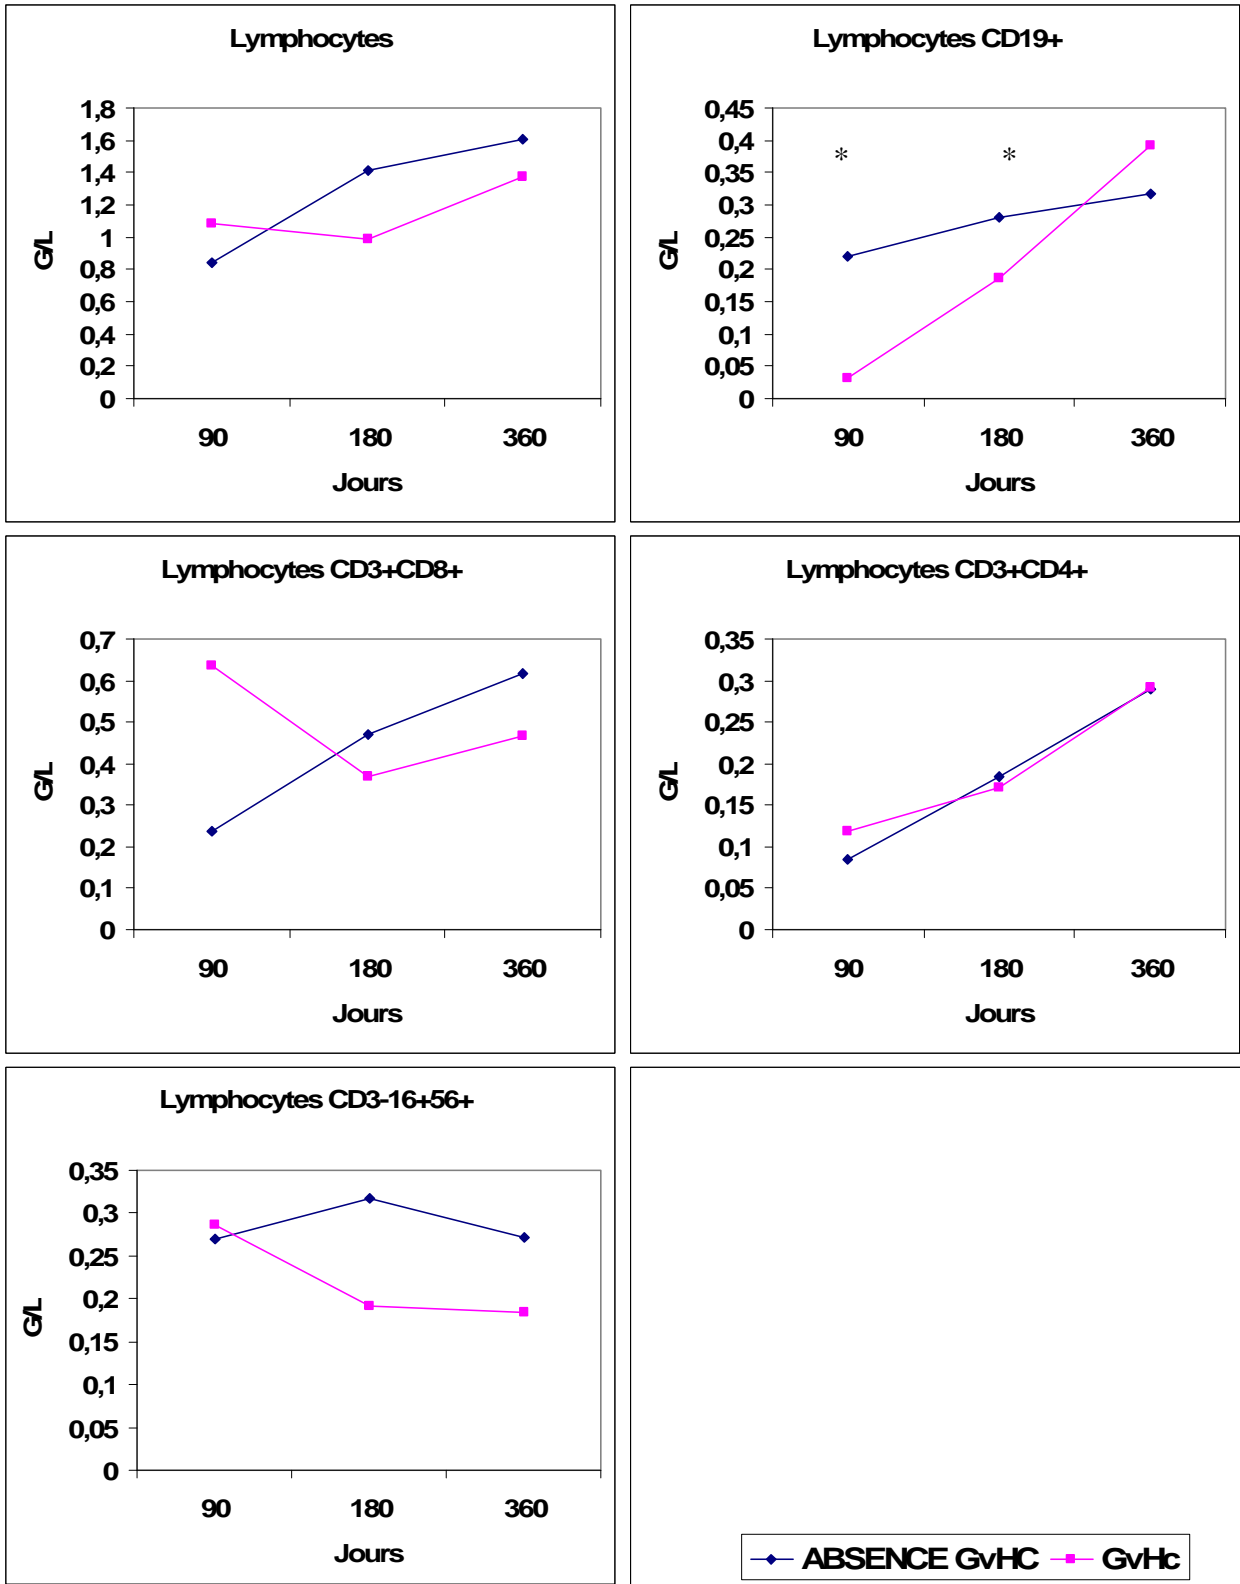 Lymphocytes
G/L
1,8
1,6
1,4
1,2
1
0,8
0,6
0,4
0,2
0
90 180 360
Jours
Lymphocytes CD19+
G/L
0,45
0,4
0,35
0,3
0,25
0,2
0,15
0,1
0,05
0
* *
90 180 360
Jours
Lymphocytes CD3+CD8+
G/L
0,7
0,6
0,5
0,4
0,3
0,2
0,1
0
90 180 360
Jours
Lymphocytes CD3+CD4+
G/L
0,35
0,3
0,25
0,2
0,15
0,1
0,05
0
90 180 360
Jours
Lymphocytes CD3-16+56+
G/L
0,35
0,3
0,25
0,2
0,15
0,1
0,05
0
90 180 360
Jours
ABSENCE GvHC GvHc